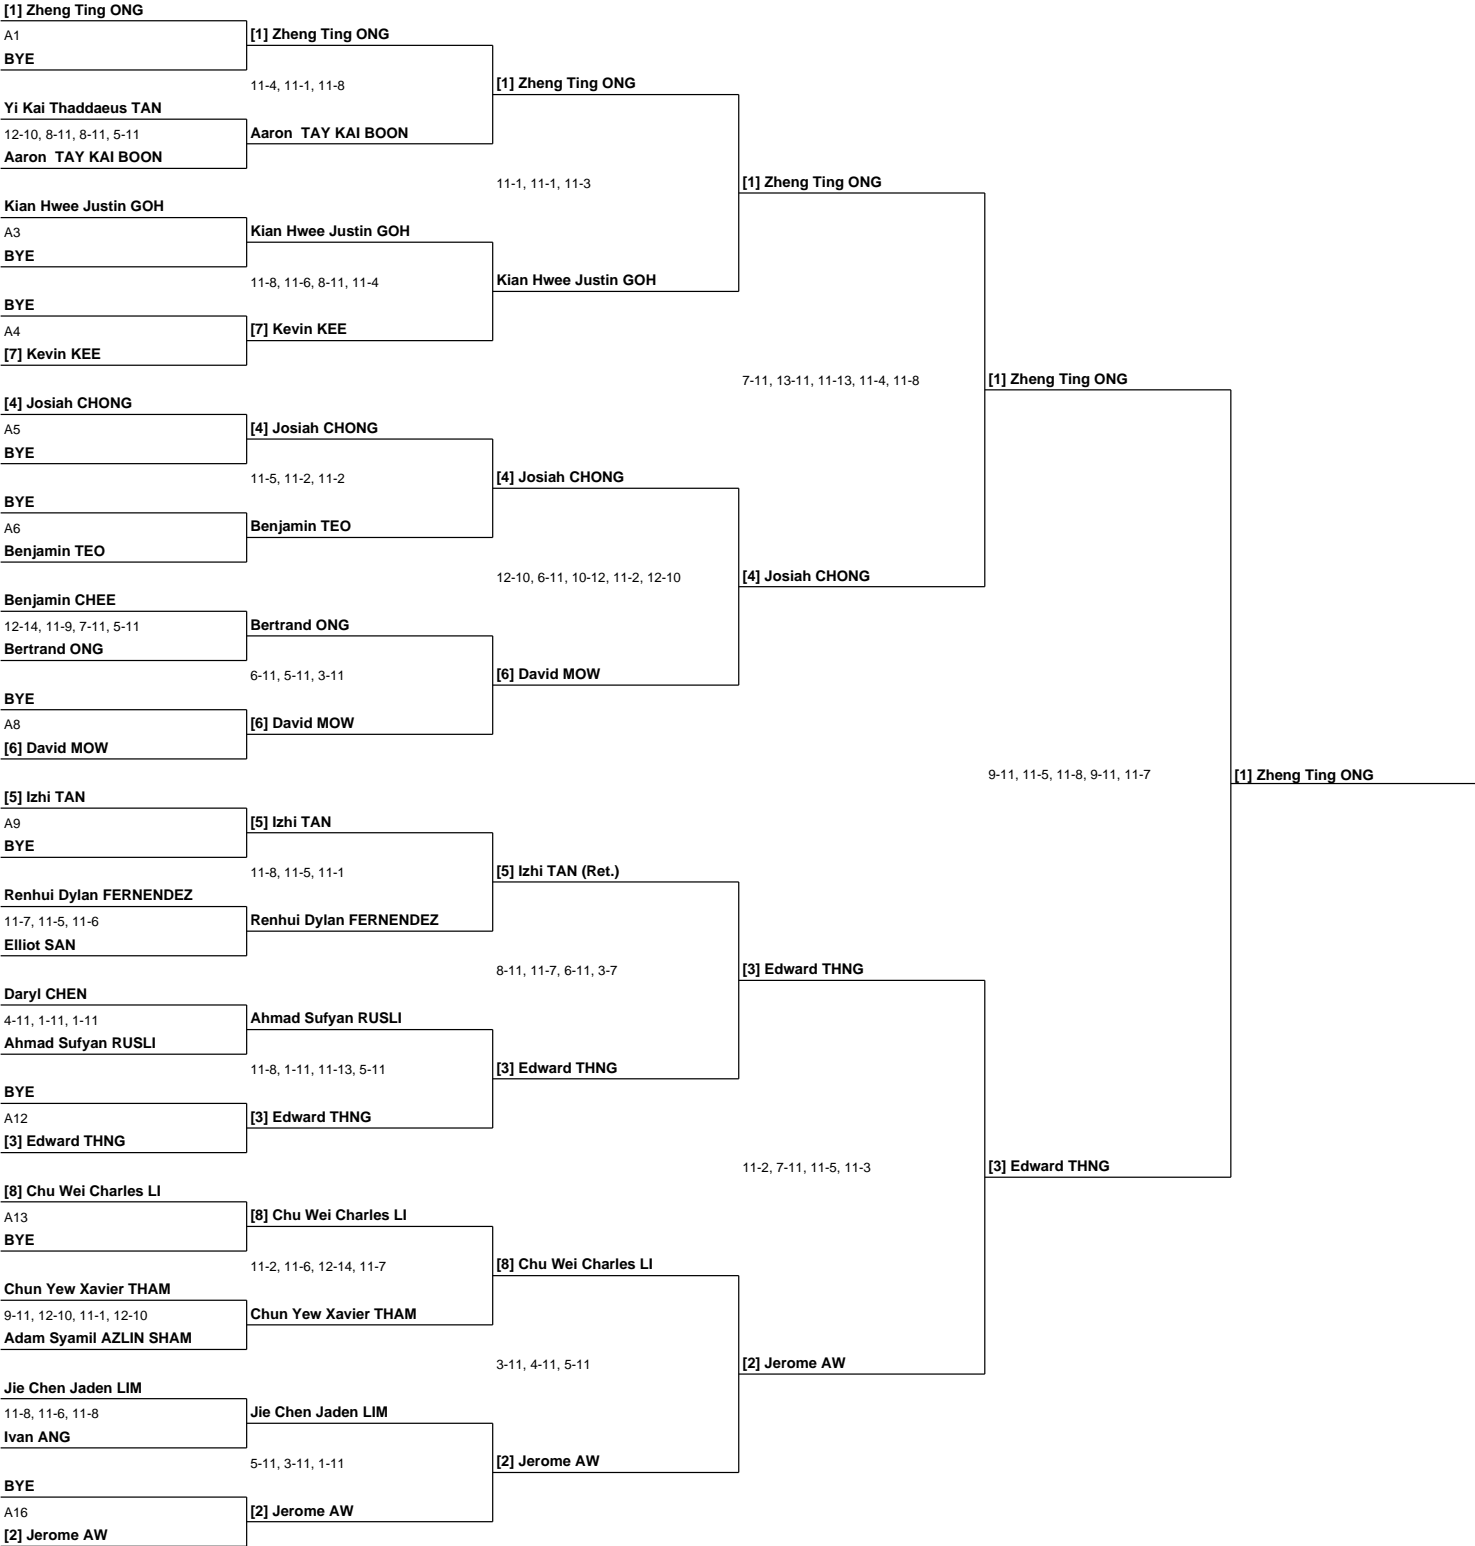 [1] Zheng Ting ONG
A1
BYE
Yi Kai Thaddaeus TAN
12-10, 8-11, 8-11, 5-11
Aaron  TAY KAI BOON
Kian Hwee Justin GOH
A3
BYE
BYE
A4
[7] Kevin KEE
[4] Josiah CHONG
A5
BYE
BYE
A6
Benjamin TEO
Benjamin CHEE
12-14, 11-9, 7-11, 5-11
Bertrand ONG
BYE
A8
[6] David MOW
[5] Izhi TAN
A9
BYE
Renhui Dylan FERNENDEZ
11-7, 11-5, 11-6
Elliot SAN
Daryl CHEN
4-11, 1-11, 1-11
Ahmad Sufyan RUSLI
BYE
A12
[3] Edward THNG
[8] Chu Wei Charles LI
A13
BYE
Chun Yew Xavier THAM
9-11, 12-10, 11-1, 12-10
Adam Syamil AZLIN SHAM
Jie Chen Jaden LIM
11-8, 11-6, 11-8
Ivan ANG
BYE
A16
[2] Jerome AW
[1] Zheng Ting ONG
11-4, 11-1, 11-8
Aaron  TAY KAI BOON
Kian Hwee Justin GOH
11-8, 11-6, 8-11, 11-4
[7] Kevin KEE
[4] Josiah CHONG
11-5, 11-2, 11-2
Benjamin TEO
Bertrand ONG
6-11, 5-11, 3-11
[6] David MOW
[5] Izhi TAN
11-8, 11-5, 11-1
Renhui Dylan FERNENDEZ
Ahmad Sufyan RUSLI
11-8, 1-11, 11-13, 5-11
[3] Edward THNG
[8] Chu Wei Charles LI
11-2, 11-6, 12-14, 11-7
Chun Yew Xavier THAM
Jie Chen Jaden LIM
5-11, 3-11, 1-11
[2] Jerome AW
[1] Zheng Ting ONG
11-1, 11-1, 11-3
Kian Hwee Justin GOH
[4] Josiah CHONG
12-10, 6-11, 10-12, 11-2, 12-10
[6] David MOW
[5] Izhi TAN (Ret.)
8-11, 11-7, 6-11, 3-7
[3] Edward THNG
[8] Chu Wei Charles LI
3-11, 4-11, 5-11
[2] Jerome AW
[1] Zheng Ting ONG
7-11, 13-11, 11-13, 11-4, 11-8
[4] Josiah CHONG
[3] Edward THNG
11-2, 7-11, 11-5, 11-3
[2] Jerome AW
[1] Zheng Ting ONG
9-11, 11-5, 11-8, 9-11, 11-7
[3] Edward THNG
[1] Zheng Ting ONG